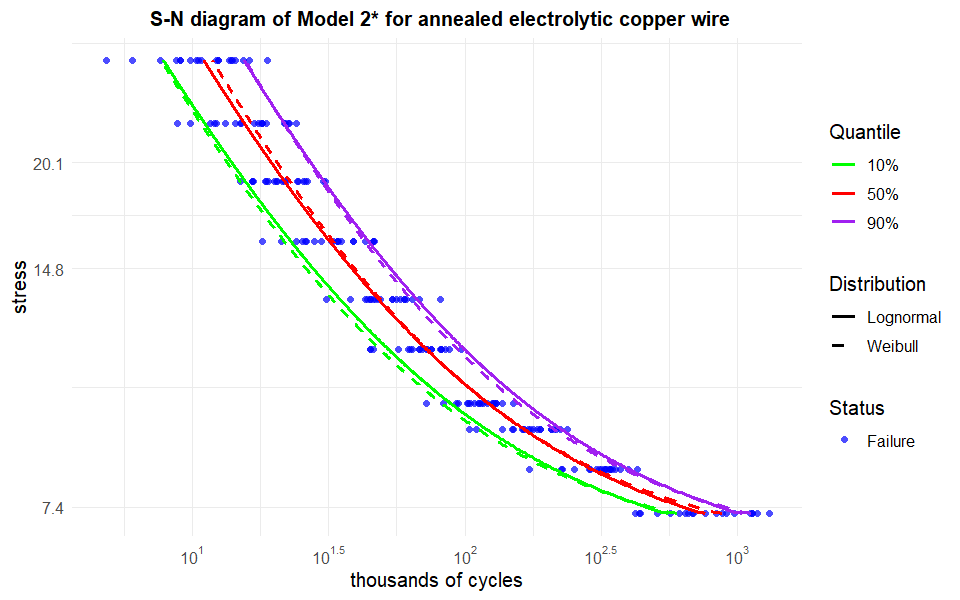 S-N diagram of Model 2* for annealed electrolytic copper wire
stress
20.1
14.8
7.4
10^1
10^1.5
10^2
10^2.5
10^3
thousands of cycles
Quantile
10%
50%
90%
Distribution
Lognormal
Weibull
Status
Failure